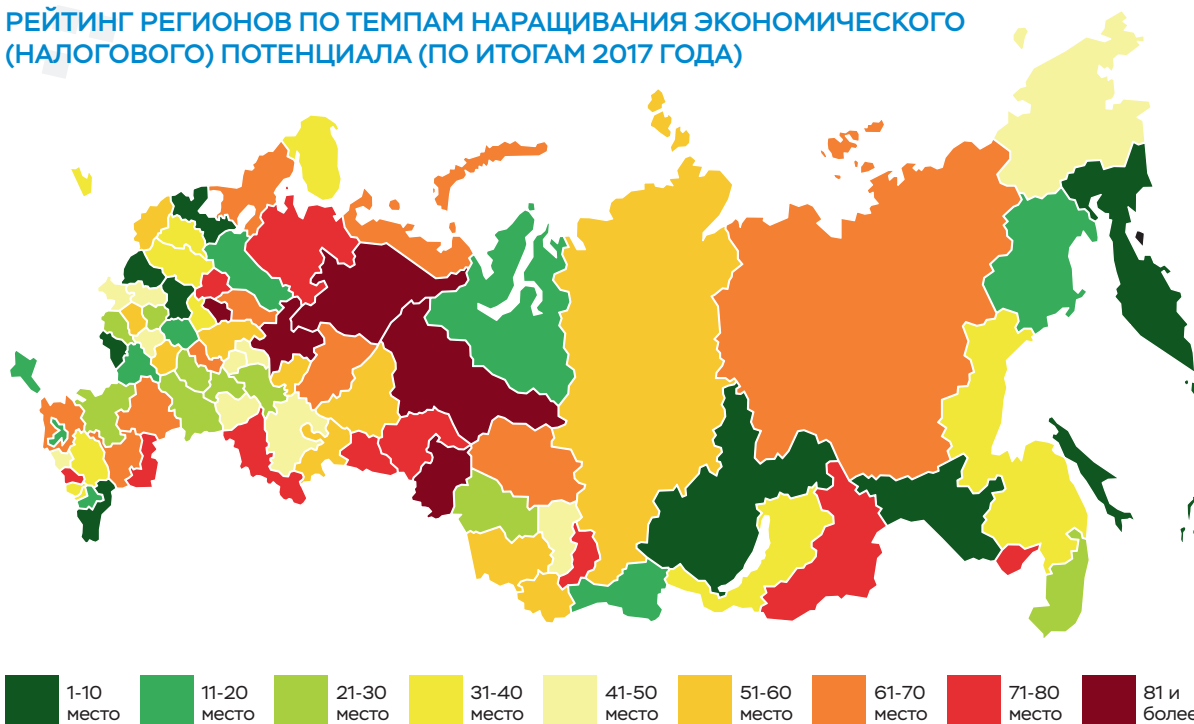 РЕЙТИНГ РЕГИОНОВ ПО ТЕМПАМ НАРАЩИВАНИЯ ЭКОНОМИЧЕСКОГО
(НАЛОГОВОГО) ПОТЕНЦИАЛА (ПО ИТОГАМ 2017 ГОДА)
1-10 место
11-20 место
21-30 место
31-40 место
41-50 место
51-60 место
61-70 место
71-80 место
81 и более